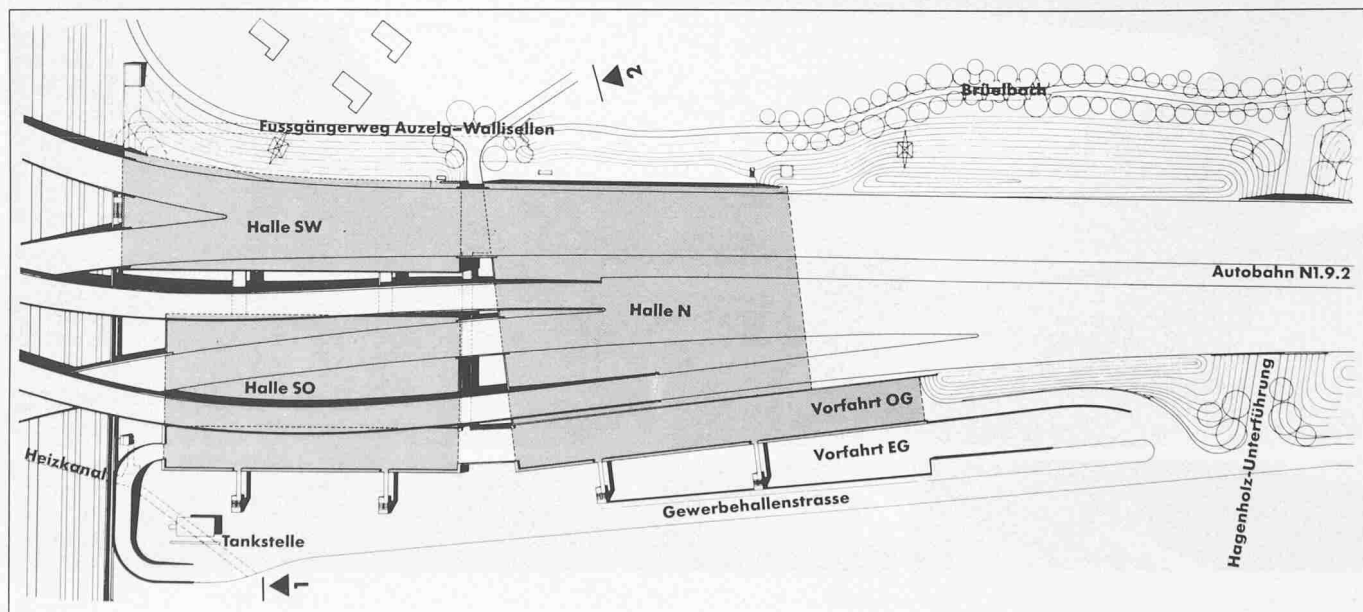 2
Brüelbach
Fussgängerweg Auzelg–Wallisellen
Halle SW
Autobahn N1.9.2
Halle N
Halle SO
Vorfahrt OG
Vorfahrt EG
Heizkanal
Gewerbehallenstrasse
Hagenholz-Unterführung
Tankstelle
1